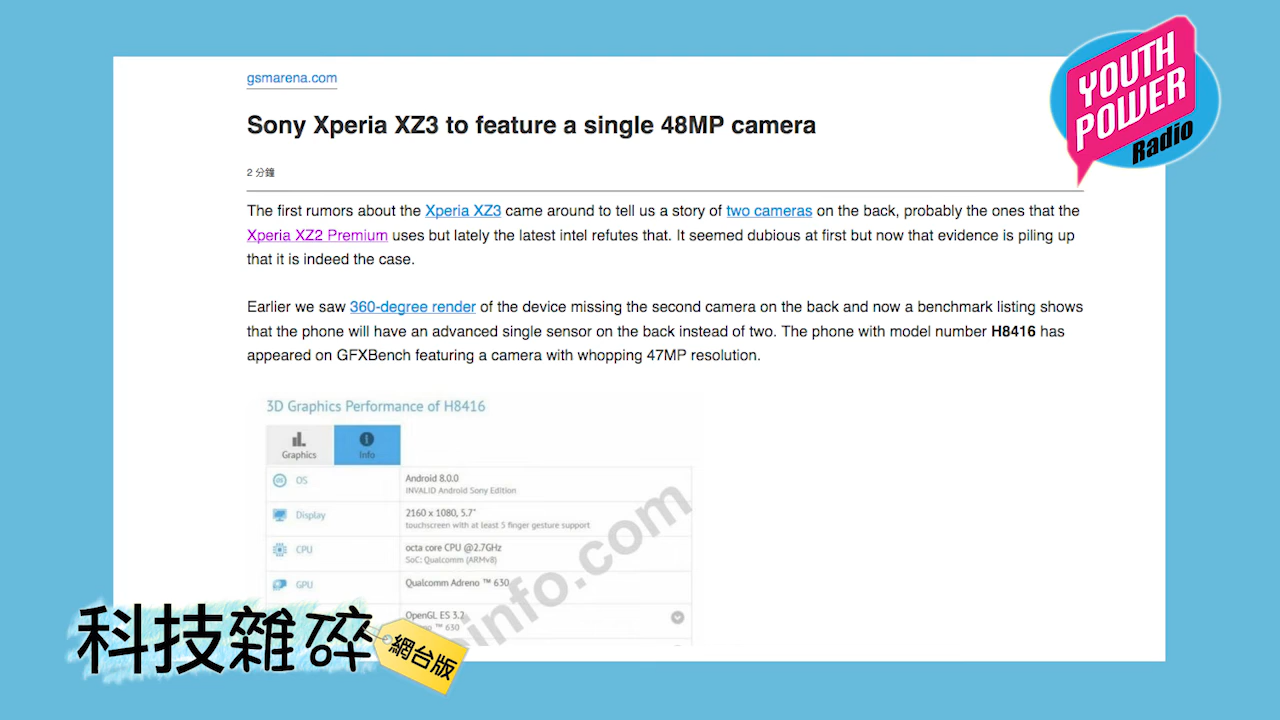 gsmarena.com
YOUTH
POWER
Radio
Sony Xperia XZ3 to feature a single 48MP camera
2 分鐘
The first rumors about the Xperia XZ3 came around to tell us a story of two cameras on the back, probably the ones that the
Xperia XZ2 Premium uses but lately the latest intel refutes that. It seemed dubious at first but now that evidence is piling up
that it is indeed the case.
Earlier we saw 360-degree render of the device missing the second camera on the back and now a benchmark listing shows
that the phone will have an advanced single sensor on the back instead of two. The phone with model number H8416 has
appeared on GFXBench featuring a camera with whopping 47MP resolution.
3D Graphics Performance of H8416
Graphics
Info
OS
Android 8.0.0
INVALID Android Sony Edition
Display
2160 x 1080, 5.7"
touchscreen with at least 5 finger gesture support
CPU
octa core CPU @2.7GHz
SoC: Qualcomm (ARMv8)
GPU
Qualcomm Adreno ™ 630
OpenGL ES 3.2
™ 630
info.com
科技雜碎
網台版